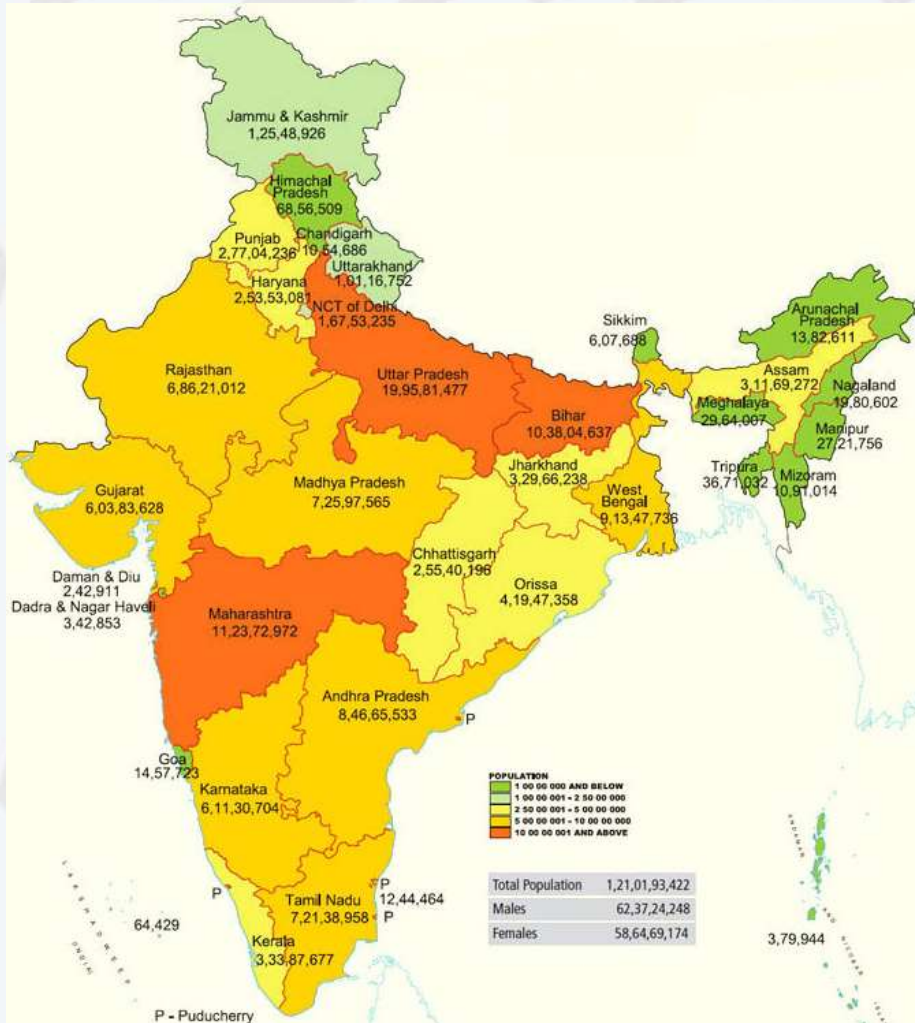 Jammu & Kashmir
1,25,48,926
Himachal
Pradesh
68,56,509
Punjab
2,77,04,236
Chandigarh
10,54,686
Uttarakhand
1,01,16,752
Haryana
2,53,53,081
NCT of Delhi
1,67,53,235
Rajasthan
6,86,21,012
Uttar Pradesh
19,95,81,477
Bihar
10,38,04,637
Sikkim
6,07,688
Arunachal
Pradesh
13,82,611
Assam
3,11,69,272
Nagaland
19,80,602
Meghalaya
29,64,007
Manipur
27,21,756
Tripura
36,71,032
Mizoram
10,91,014
Gujarat
6,03,83,628
Madhya Pradesh
7,25,97,565
Jharkhand
3,29,66,238
West
Bengal
9,13,47,736
Chhattisgarh
2,55,40,196
Orissa
4,19,47,358
Daman & Diu
2,42,911
Dadra & Nagar Haveli
3,42,853
Maharashtra
11,23,72,972
Andhra Pradesh
8,46,65,533
P
Goa
14,57,723
Karnataka
6,11,30,704
POPULATION
1 00 00 000 AND BELOW
1 00 00 001 - 2 50 00 000
2 50 00 001 - 5 00 00 000
5 00 00 001 - 10 00 00 000
10 00 00 001 AND ABOVE
Total Population 1,21,01,93,422
Males 62,37,24,248
Females 58,64,69,174
P
P
12,44,464
P
Tamil Nadu
7,21,38,958
Kerala
3,33,87,677
LAKSHADWEEP
64,429
ANDAMAN
AND NICOBAR
3,79,944
P - Puducherry